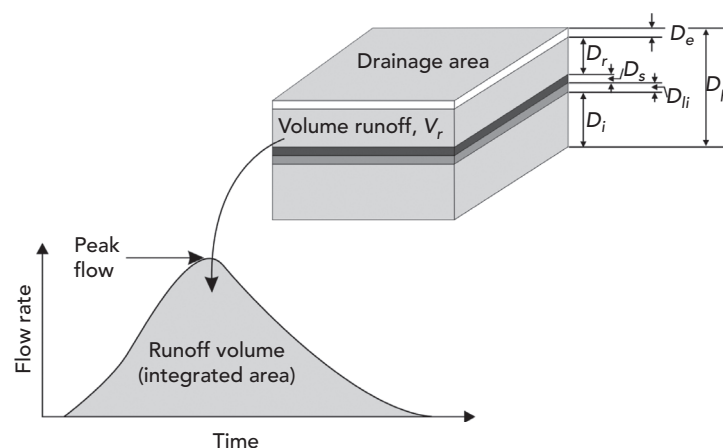 Drainage area
Volume runoff, V_r
D_e
D_r
D_s
D_li
D_i
Peak
flow
Flow rate
Runoff volume
(integrated area)
Time